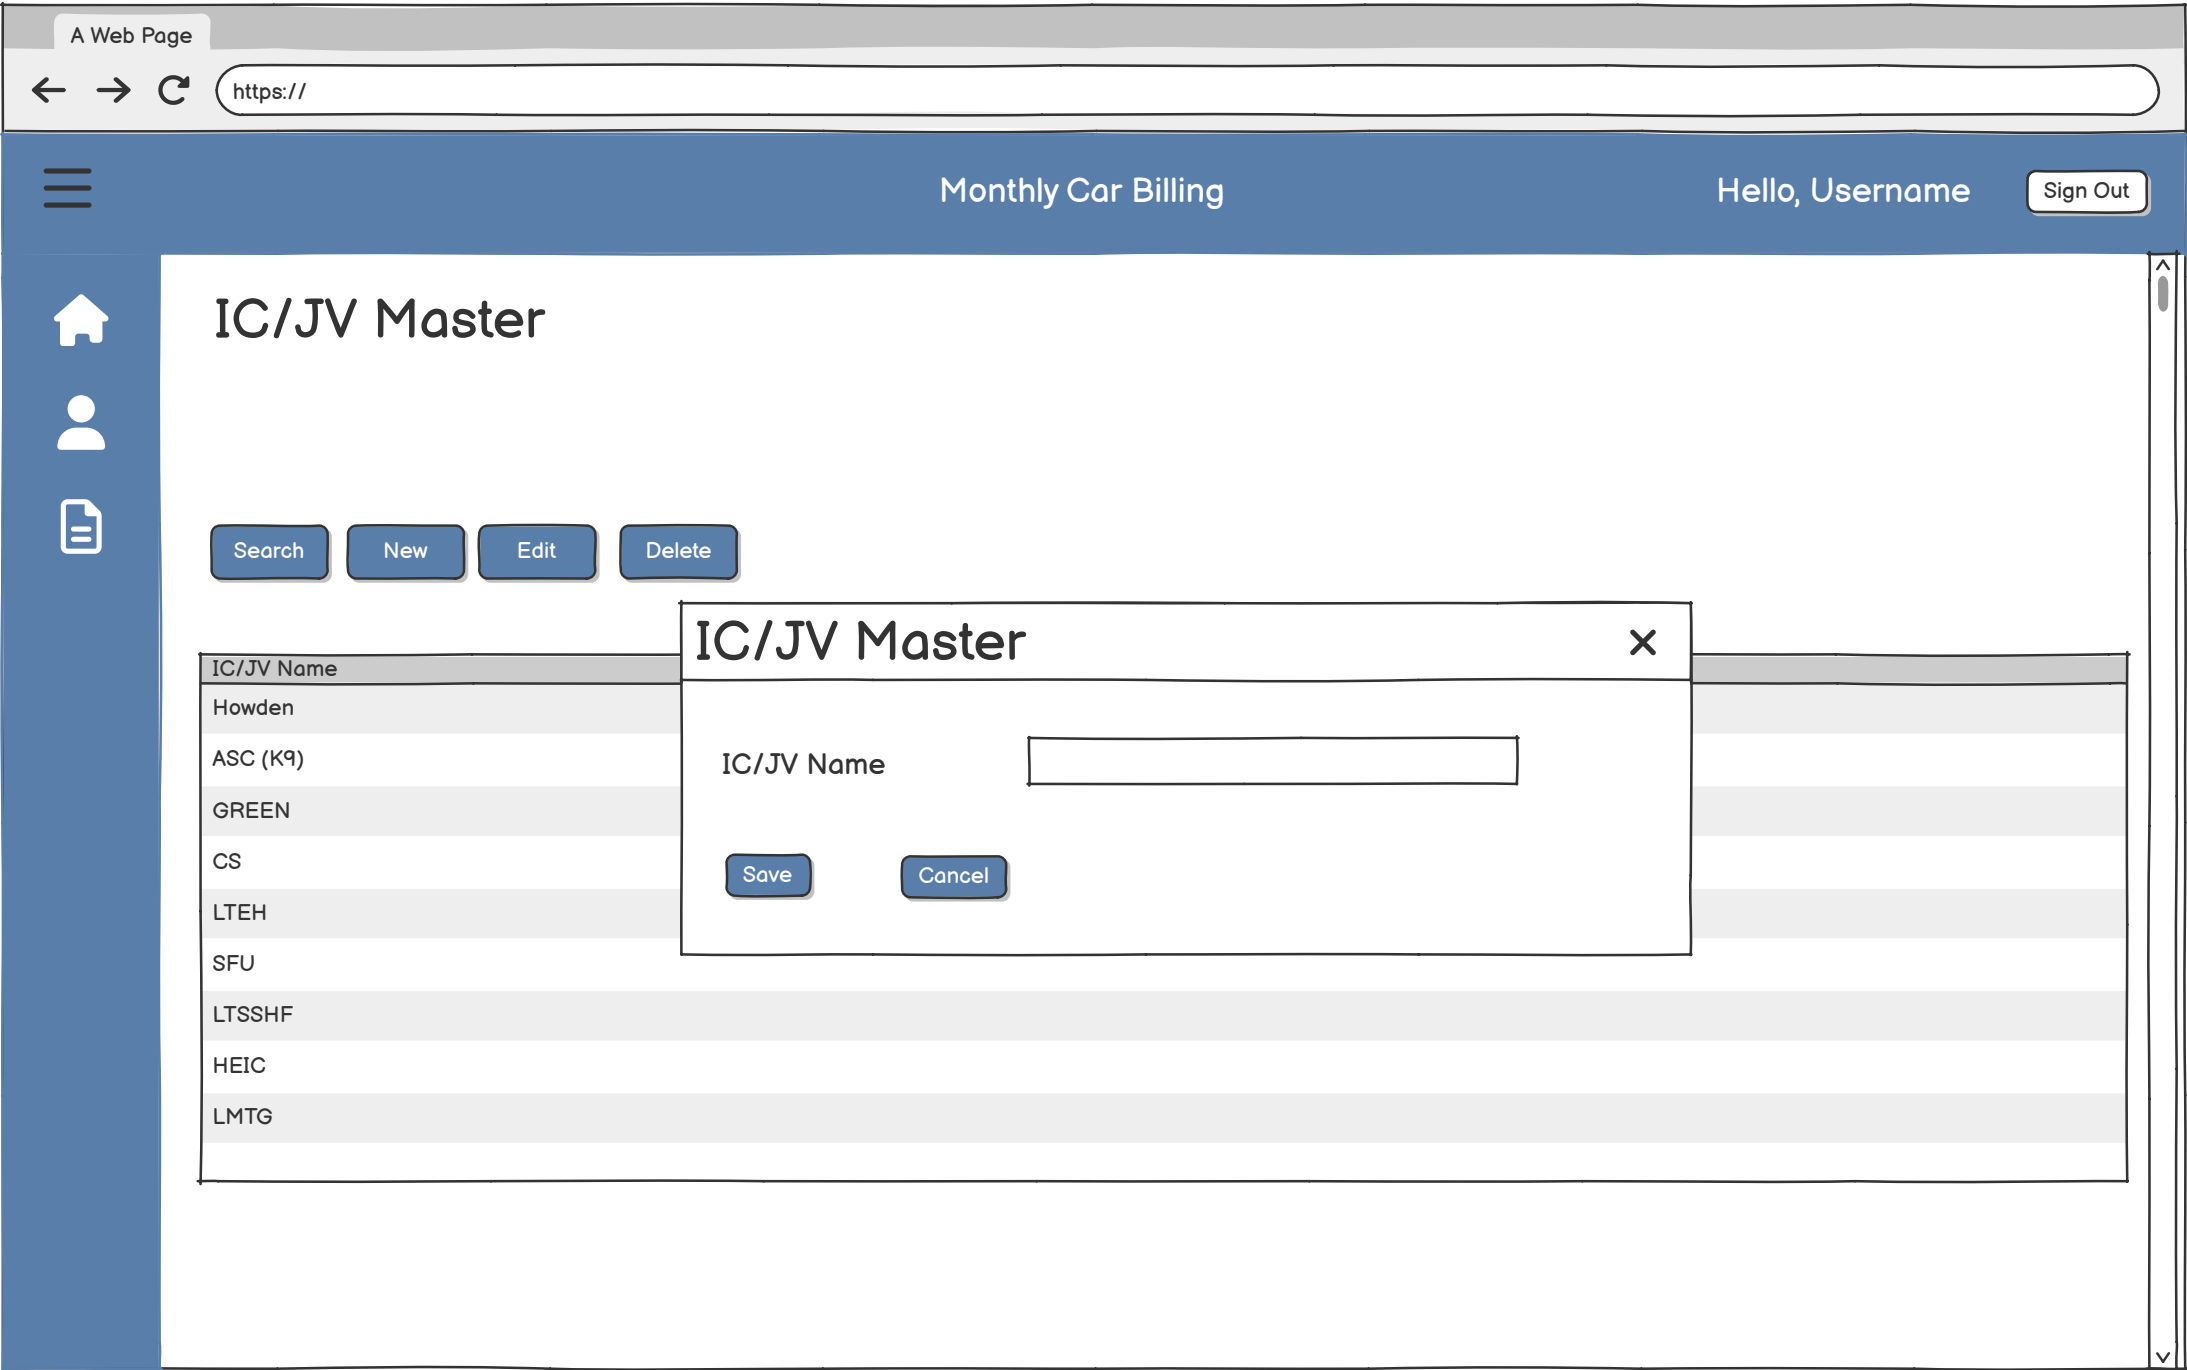 A Web Page
https://
Monthly Car Billing
Hello, Username
Sign Out
IC/JV Master
Search
New
Edit
Delete
IC/JV Master
IC/JV Name
Howden
IC/JV Name
ASC (K9)
GREEN
CS
Save
Cancel
LTEH
SFU
LTSSHF
HEIC
LMTG